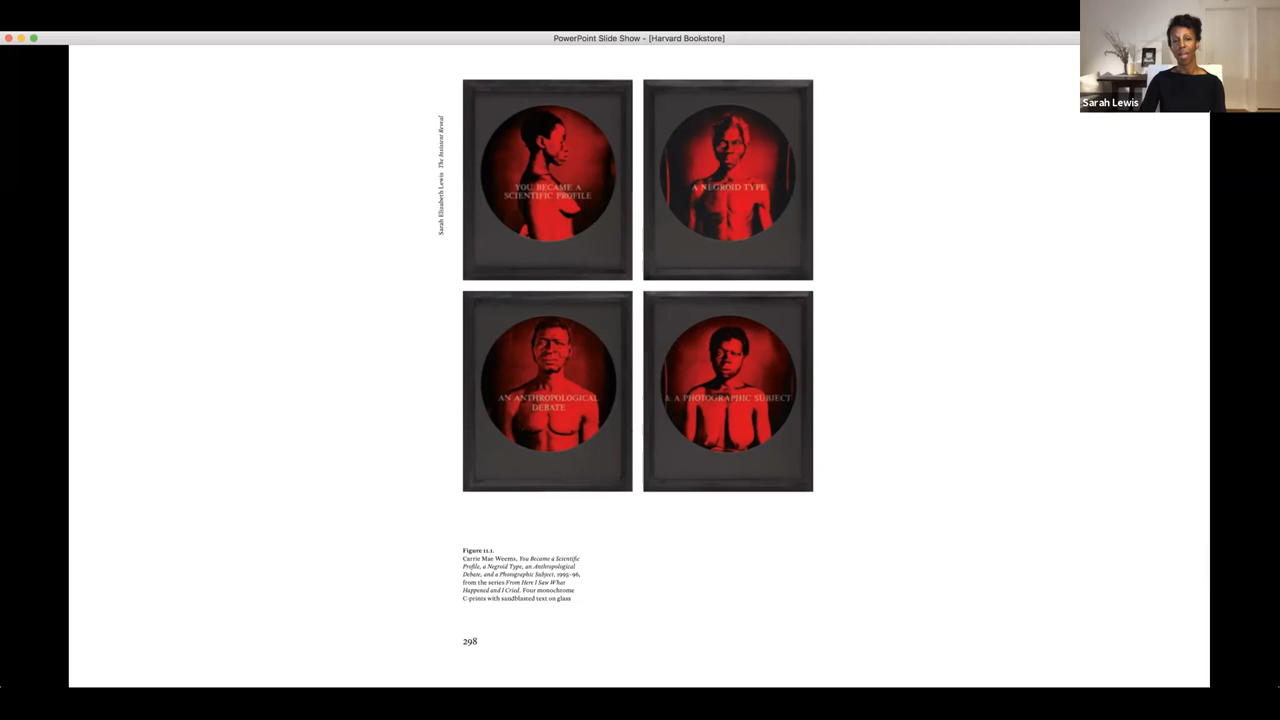 PowerPoint Slide Show - [Harvard Bookstore]
Sarah Lewis
Sarah Elizabeth Lewis The Insistent Reveal
YOU BECAME A
SCIENTIFIC PROFILE
A NEGROID TYPE
AN ANTHROPOLOGICAL
DEBATE
& A PHOTOGRAPHIC SUBJECT
Figure 11.1.
Carrie Mae Weems, You Became a Scientific
Profile, a Negroid Type, an Anthropological
Debate, and a Photographic Subject, 1995–96,
from the series From Here I Saw What
Happened and I Cried. Four monochrome
C-prints with sandblasted text on glass
298